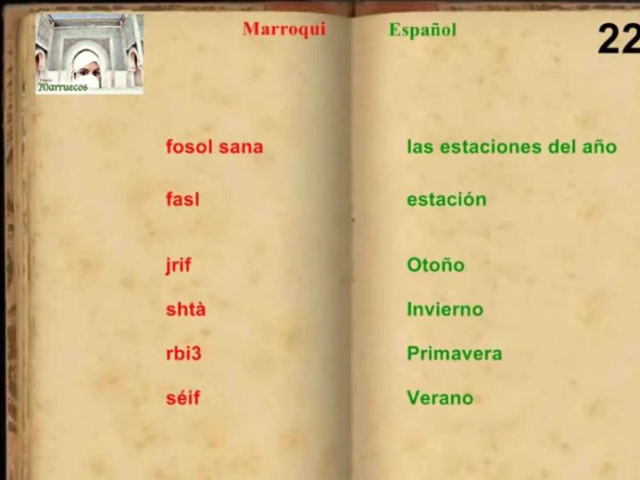 Marroqui Español
22
Marruecos
fosol sana las estaciones del año
fasl estación
jrif Otoño
shtà Invierno
rbi3 Primavera
séif Verano